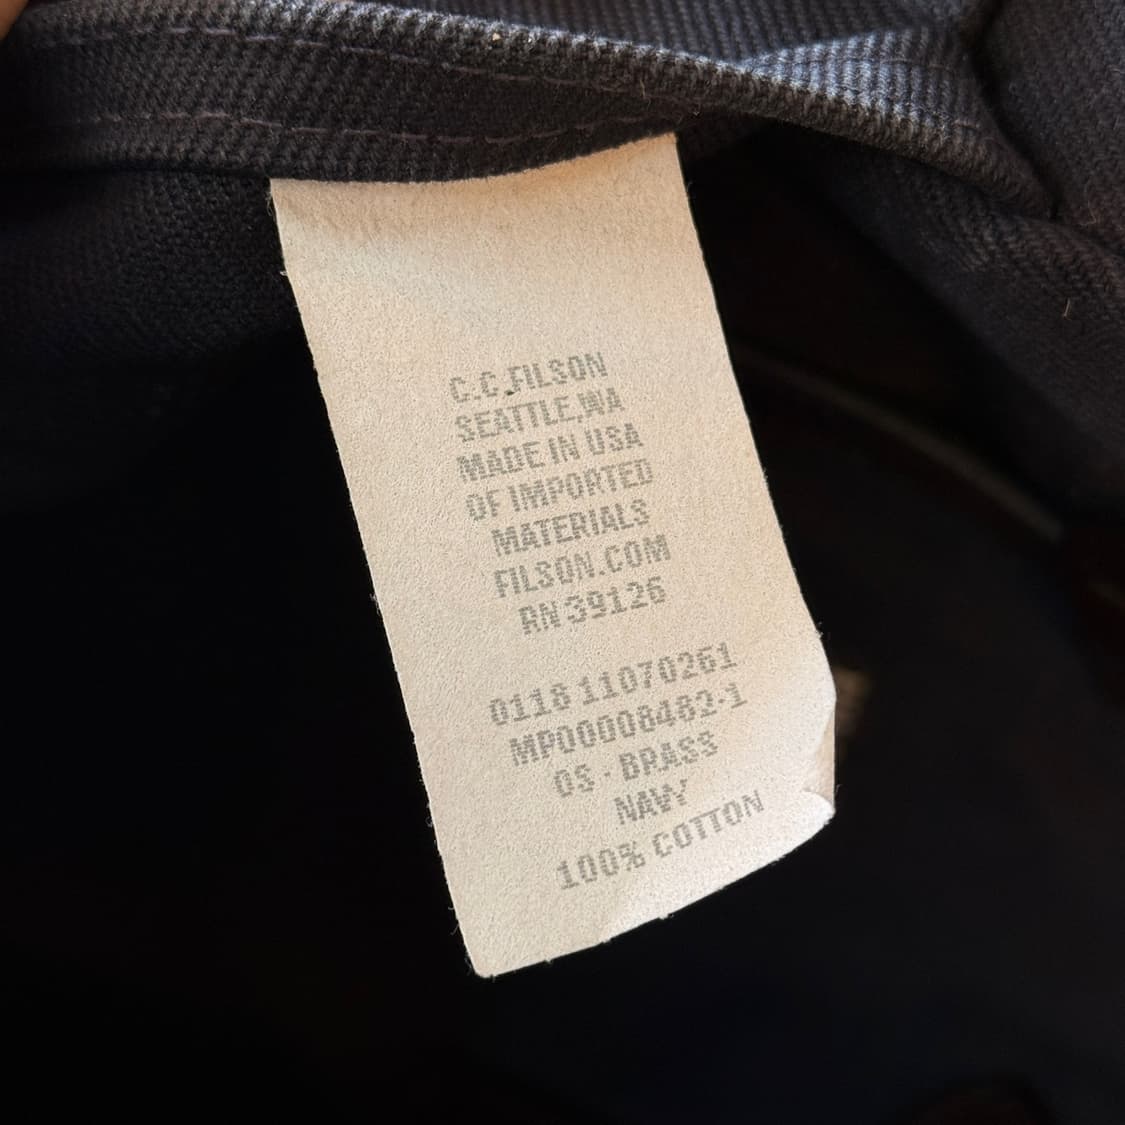 C.C.FILSON
SEATTLE,WA
MADE IN USA
OF IMPORTED
MATERIALS
FILSON.COM
RN 39126
0118 11070261
MP00008482-1
OS - BRASS
NAVY
100% COTTON